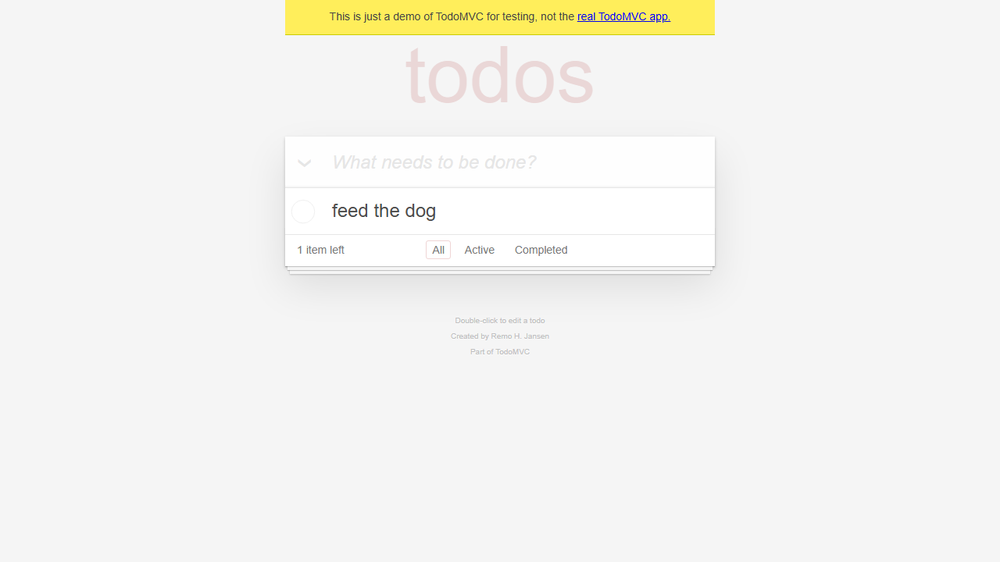 This is just a demo of TodoMVC for testing, not the real TodoMVC app.
todos
What needs to be done?
feed the dog
1 item left All Active Completed
Double-click to edit a todo
Created by Remo H. Jansen
Part of TodoMVC